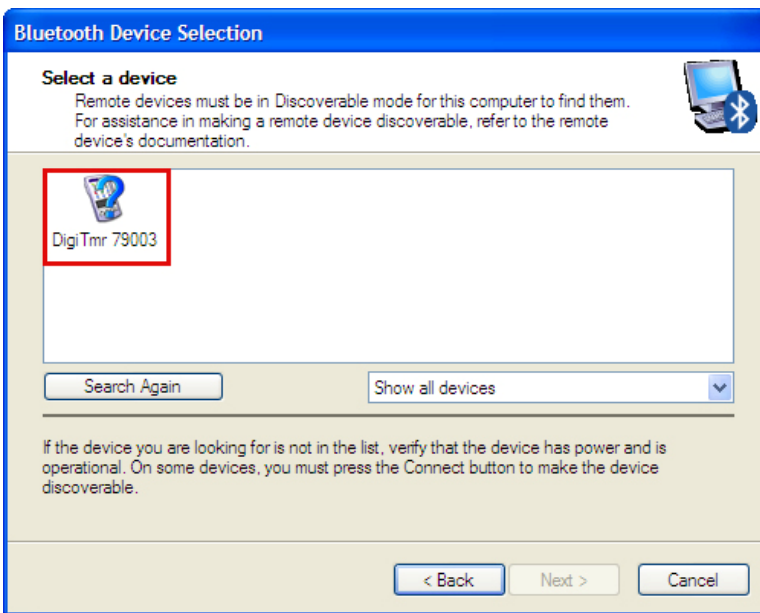 Bluetooth Device Selection
Select a device
Remote devices must be in Discoverable mode for this computer to find them.
For assistance in making a remote device discoverable, refer to the remote
device's documentation.
DigiTmr 79003
Search Again
Show all devices
If the device you are looking for is not in the list, verify that the device has power and is
operational. On some devices, you must press the Connect button to make the device
discoverable.
< Back
Next >
Cancel